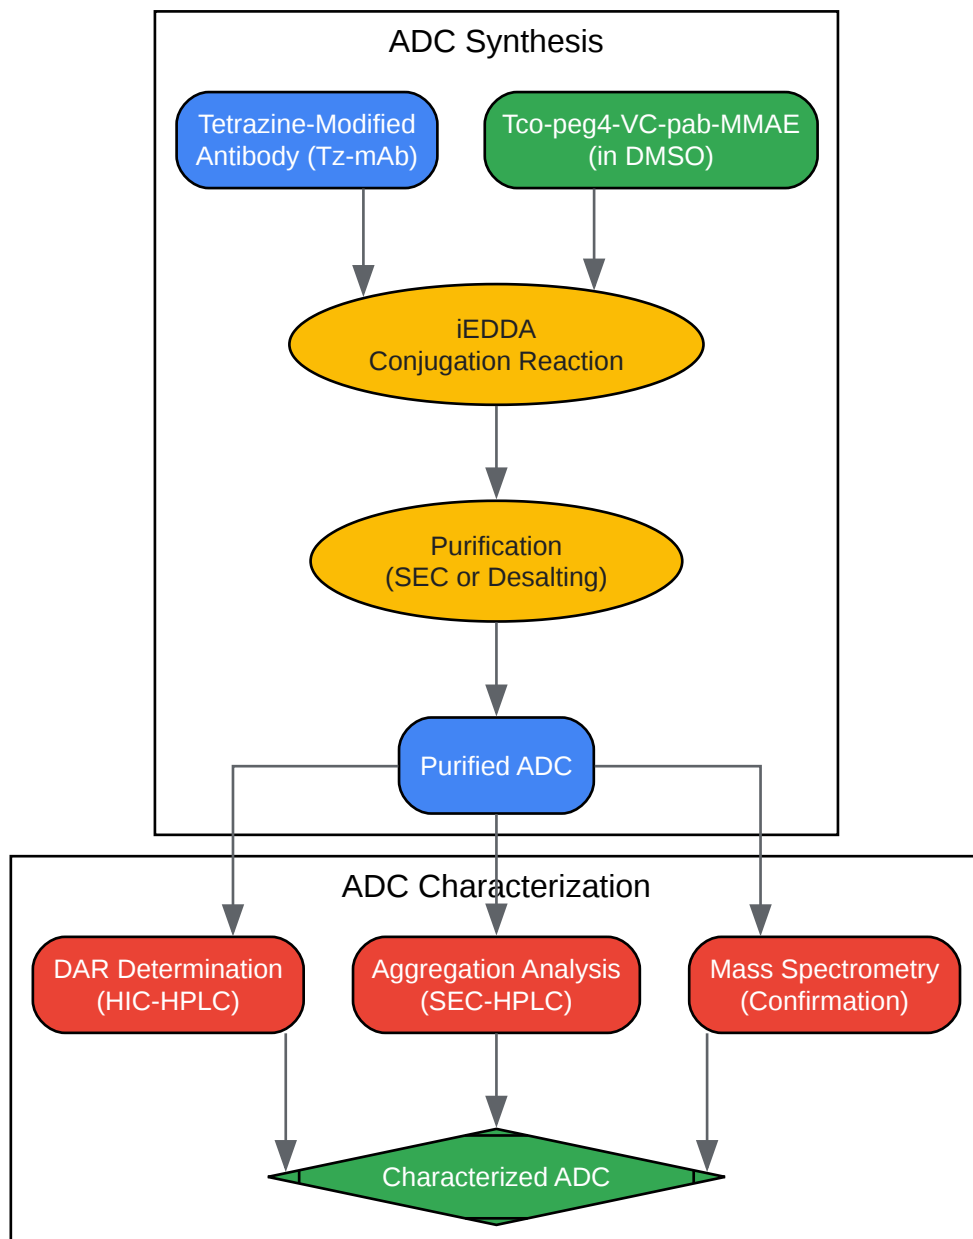 ADC Synthesis
Tetrazine-Modified
Antibody (Tz-mAb)
Tco-peg4-VC-pab-MMAE
(in DMSO)
iEDDA
Conjugation Reaction
Purification
(SEC or Desalting)
Purified ADC
ADC Characterization
DAR Determination
(HIC-HPLC)
Aggregation Analysis
(SEC-HPLC)
Mass Spectrometry
(Confirmation)
Characterized ADC